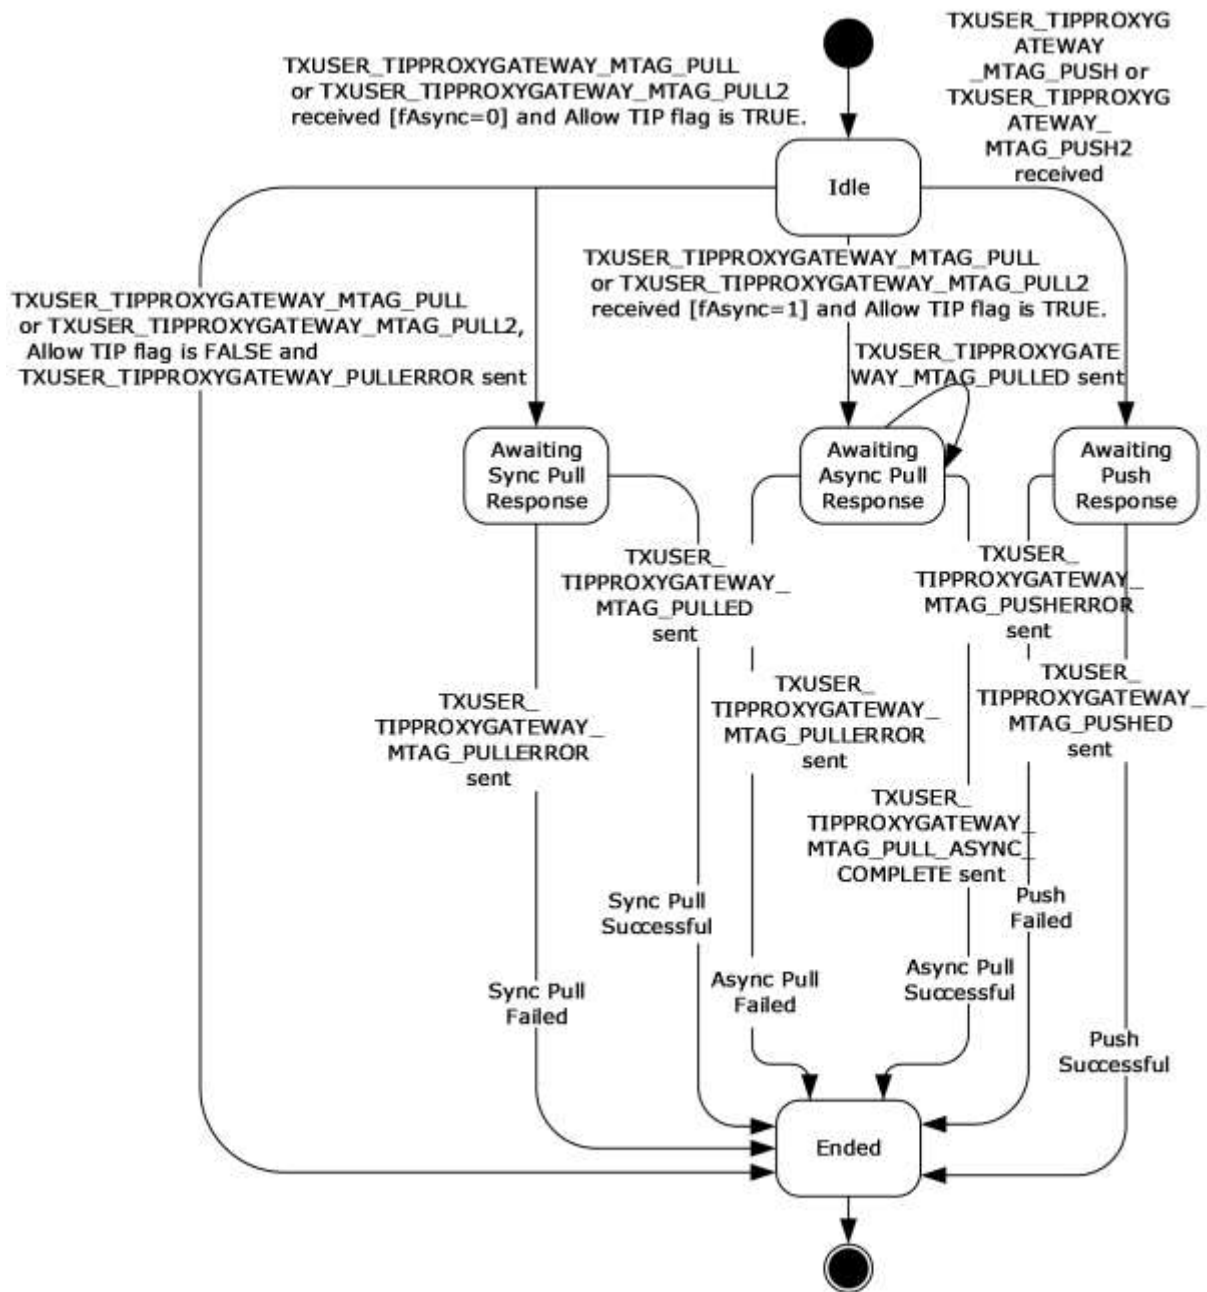 TXUSER_TIPPROXYG
ATEWAY
_MTAG_PUSH or
TXUSER_TIPPROXYG
ATEWAY_
MTAG_PUSH2
received
TXUSER_TIPPROXYGATEWAY_MTAG_PULL
or TXUSER_TIPPROXYGATEWAY_MTAG_PULL2
received [fAsync=0] and Allow TIP flag is TRUE.
Idle
TXUSER_TIPPROXYGATEWAY_MTAG_PULL
or TXUSER_TIPPROXYGATEWAY_MTAG_PULL2
received [fAsync=1] and Allow TIP flag is TRUE.
TXUSER_TIPPROXYGATEWAY_MTAG_PULL
or TXUSER_TIPPROXYGATEWAY_MTAG_PULL2,
Allow TIP flag is FALSE and
TXUSER_TIPPROXYGATEWAY_PULLERROR sent
TXUSER_TIPPROXYGATE
WAY_MTAG_PULLED sent
Awaiting
Sync Pull
Response
Awaiting
Async Pull
Response
Awaiting
Push
Response
TXUSER_
TIPPROXYGATEWAY_
MTAG_PULLED
sent
TXUSER_
TIPPROXYGATEWAY_
MTAG_PUSHERROR
sent
TXUSER_
TIPPROXYGATEWAY_
MTAG_PULLERROR
sent
TXUSER_
TIPPROXYGATEWAY_
MTAG_PULLERROR
sent
TXUSER_
TIPPROXYGATEWAY_
MTAG_PUSHED
sent
TXUSER_
TIPPROXYGATEWAY_
MTAG_PULL_ASYNC_
COMPLETE sent
Sync Pull
Successful
Push
Failed
Sync Pull
Failed
Async Pull
Failed
Async Pull
Successful
Push
Successful
Ended